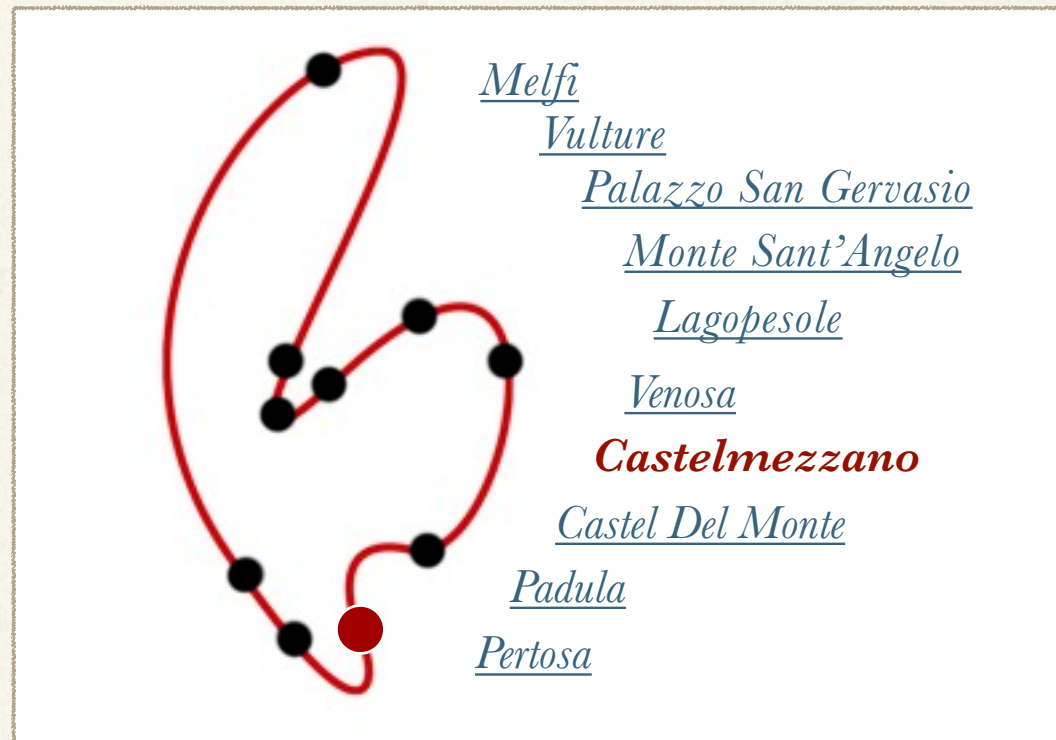 Melfi
Vulture
Palazzo San Gervasio
Monte Sant’Angelo
Lagopesole
Venosa
Castelmezzano
Castel Del Monte
Padula
Pertosa